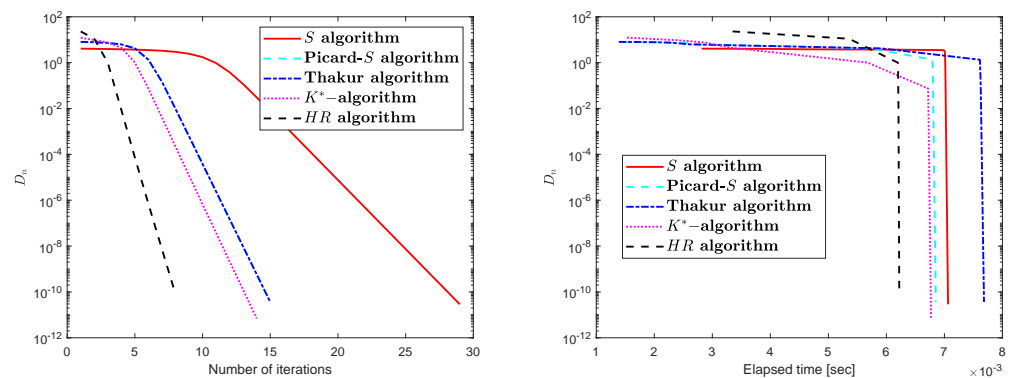 10^2
10^0
10^-2
10^-4
10^-6
10^-8
10^-10
10^-12
D_n
0 5 10 15 20 25 30
Number of iterations
S algorithm
Picard-S algorithm
Thakur algorithm
K*−algorithm
HR algorithm
10^2
10^0
10^-2
10^-4
10^-6
10^-8
10^-10
10^-12
D_n
S algorithm
Picard-S algorithm
Thakur algorithm
K*−algorithm
HR algorithm
1 2 3 4 5 6 7 8
Elapsed time [sec]
×10^-3